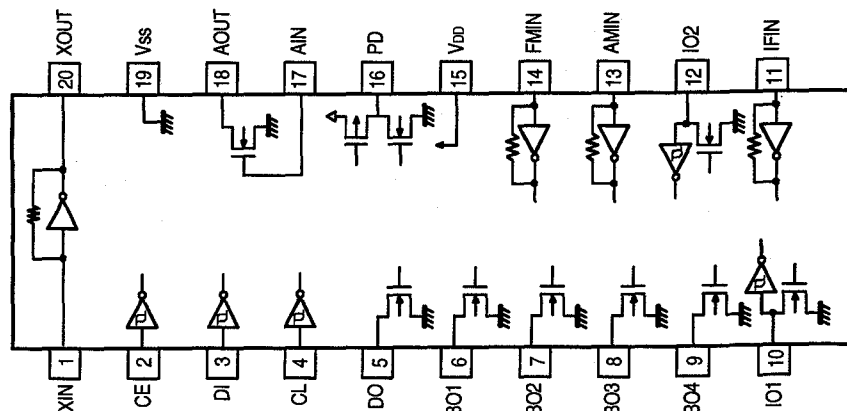 XOUT
VSS
AOUT
AIN
PD
VDD
FMIN
AMIN
IO2
IFIN
20
19
18
17
16
15
14
13
12
11
1
2
3
4
5
6
7
8
9
10
XIN
CE
DI
CL
DO
BO1
BO2
BO3
BO4
IO1